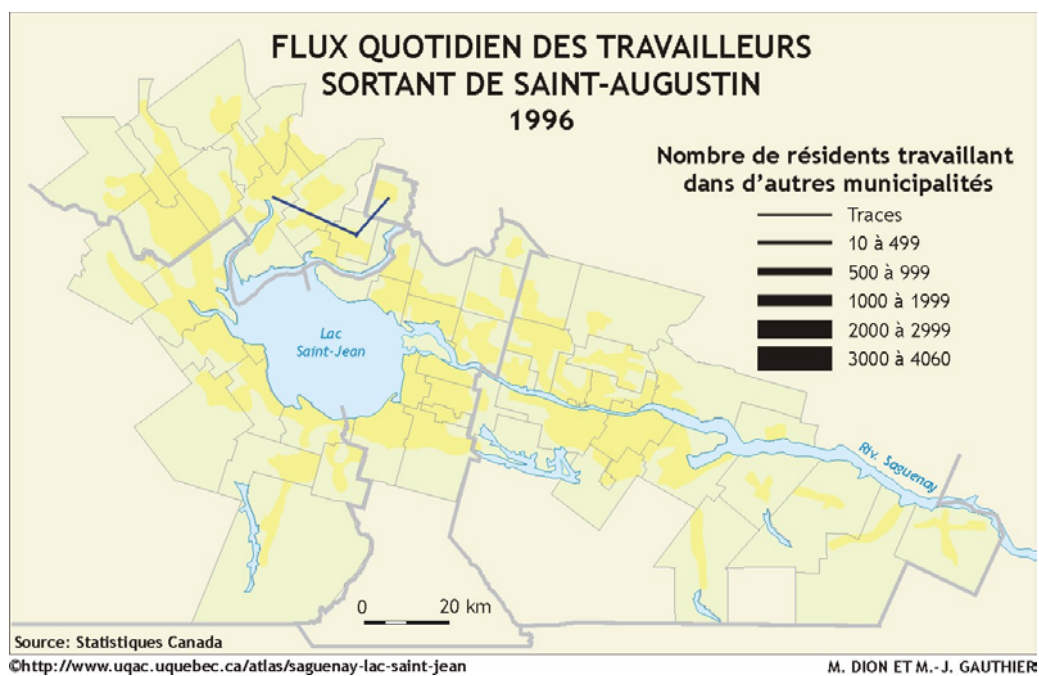 FLUX QUOTIDIEN DES TRAVAILLEURS
SORTANT DE SAINT-AUGUSTIN
1996
Nombre de résidents travaillant
dans d'autres municipalités
Traces
10 à 499
500 à 999
1000 à 1999
2000 à 2999
3000 à 4060
Lac
Saint-Jean
Riv. Saguenay
0 20 km
Source: Statistiques Canada
©http://www.uqac.uquebec.ca/atlas/saguenay-lac-saint-jean
M. DION ET M.-J. GAUTHIER